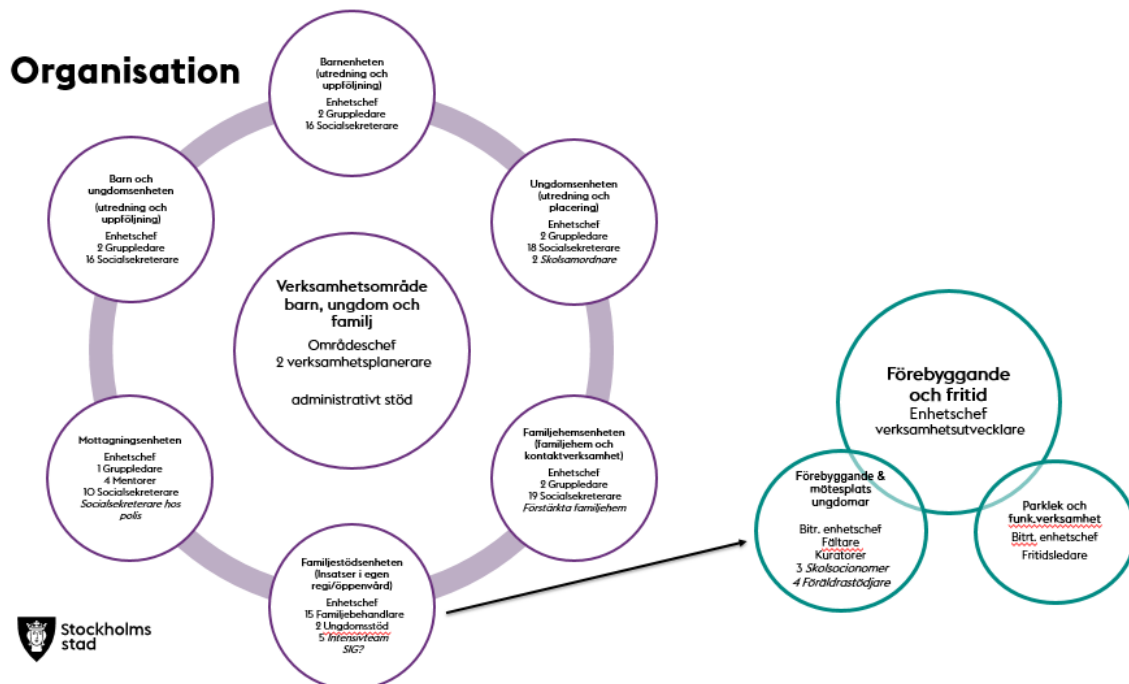 Organisation
Barnenheten
(utredning och
uppföljning)
Enhetschef
2 Gruppledare
16 Socialsekreterare
Barn och
ungdomsenheten
(utredning och
uppföljning)
Enhetschef
2 Gruppledare
16 Socialsekreterare
Ungdomsenheten
(utredning och
placering)
Enhetschef
2 Gruppledare
18 Socialsekreterare
2 Skolsamordnare
Verksamhetsområde
barn, ungdom och
familj
Områdeschef
2 verksamhetsplanerare
administrativt stöd
Mottagningsenheten
Enhetschef
1 Gruppledare
4 Mentorer
10 Socialsekreterare
Socialsekreterare hos
polis
Familjehemsenheten
(familjehem och
kontaktverksamhet)
Enhetschef
2 Gruppledare
19 Socialsekreterare
Förstärkta familjehem
Familjestödsenheten
(Insatser i egen
regi/öppenvård)
Enhetschef
15 Familjebehandlare
2 Ungdomsstöd
5 Intensivteam
SIG?
Förebyggande
och fritid
Enhetschef
verksamhetsutvecklare
Förebyggande &
mötesplats
ungdomar
Bitr. enhetschef
Fältare
Kuratorer
3 Skolsocionomer
4 Föräldrastödjare
Parklek och
funk.verksamhet
Bitrt. enhetschef
Fritidsledare
Stockholms
stad